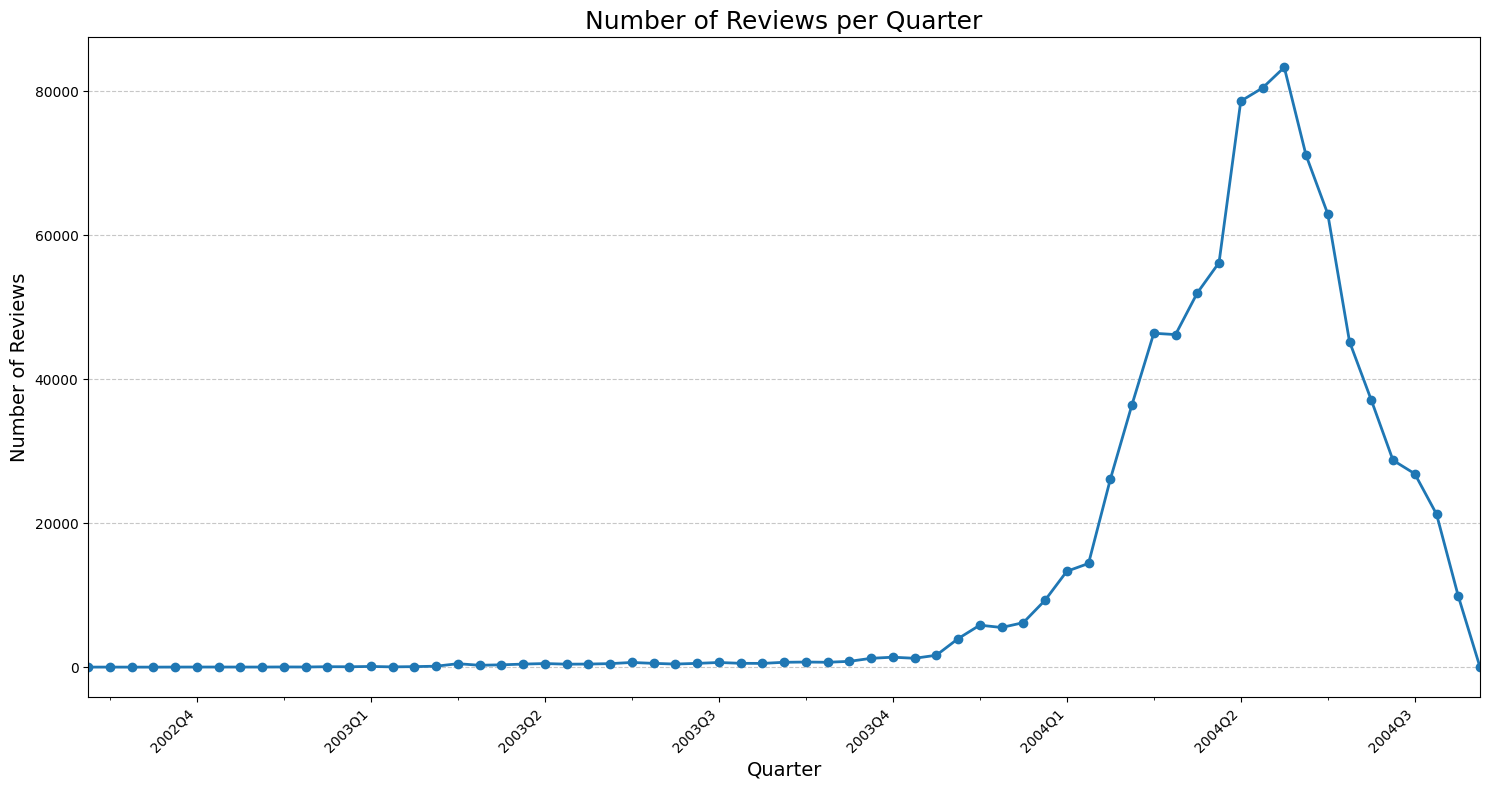 Number of Reviews per Quarter
Number of Reviews
80000
60000
40000
20000
0
2002Q4
2003Q1
2003Q2
2003Q3
2003Q4
2004Q1
2004Q2
2004Q3
Quarter